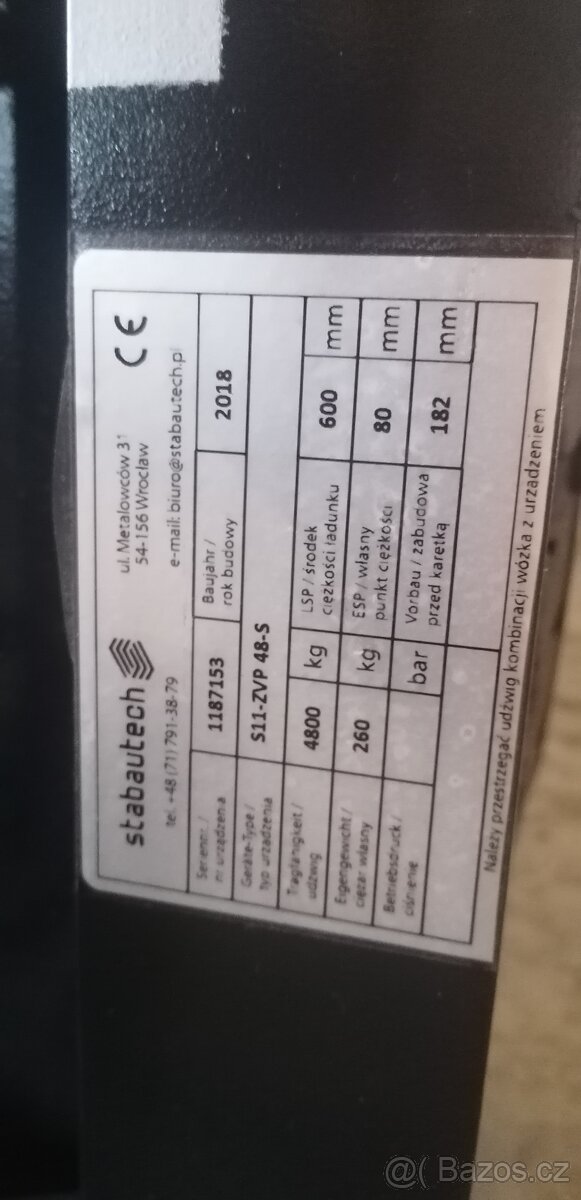 stabautech
ul. Metalowców 31
54-156 Wrocław
CE
tel. +48 (71) 791-38-79
e-mail: biuro@stabautech.pl
Seriennr. /
nr urządzenia
1187153
Baujahr /
rok budowy
2018
Geräte-Type /
typ urządzenia
S11-ZVP 48-S
Tragfähigkeit /
udźwig
4800 kg
LSP / środek
ciężkości ładunku
600 mm
Eigengewicht /
ciężar własny
260 kg
ESP / własny
punkt ciężkości
80 mm
Betriebsdruck /
ciśnienie
bar
Vorbau / zabudowa
przed karetką
182 mm
Należy przestrzegać udźwig kombinacji wózka z urządzeniem
@( Bazos.cz